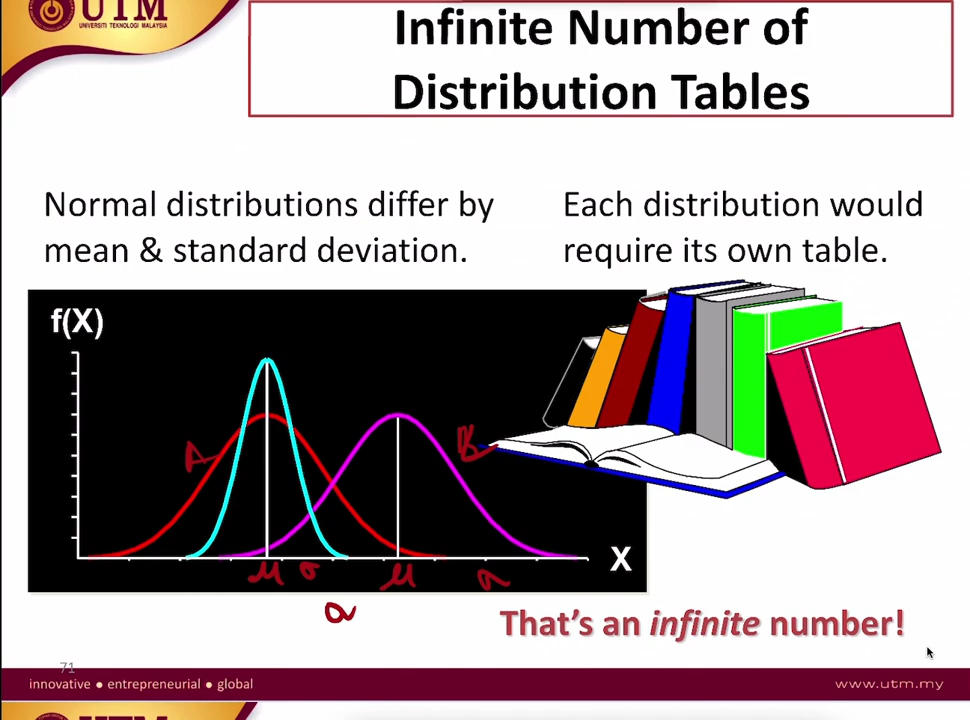 UTM
UNIVERSITI TEKNOLOGI MALAYSIA
Infinite Number of
Distribution Tables
Normal distributions differ by
mean & standard deviation.
Each distribution would
require its own table.
f(X)
A
B
X
μ σ μ
That's an infinite number!
71
innovative ● entrepreneurial ● global
www.utm.my